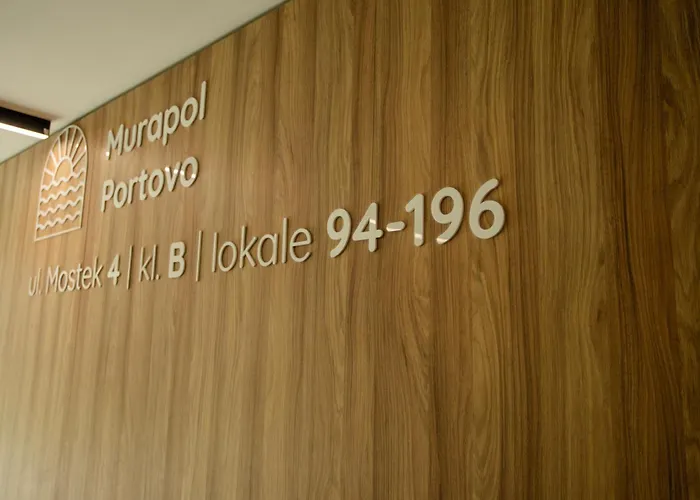 Murapol
Portovo
ul. Mostek 4 | kl. B | lokale 94-196